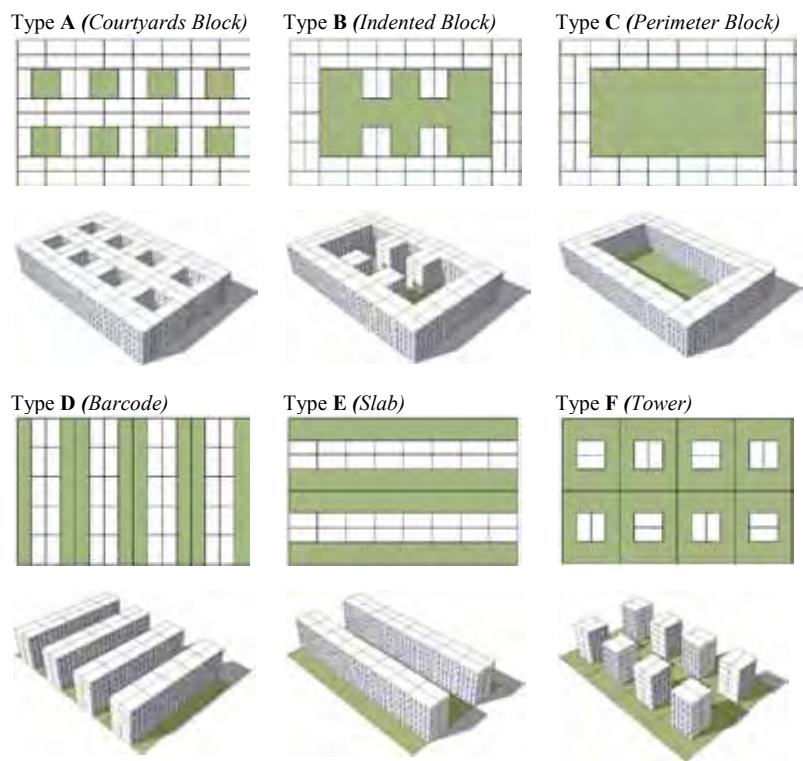 Type A (Courtyards Block)
Type B (Indented Block)
Type C (Perimeter Block)
Type D (Barcode)
Type E (Slab)
Type F (Tower)